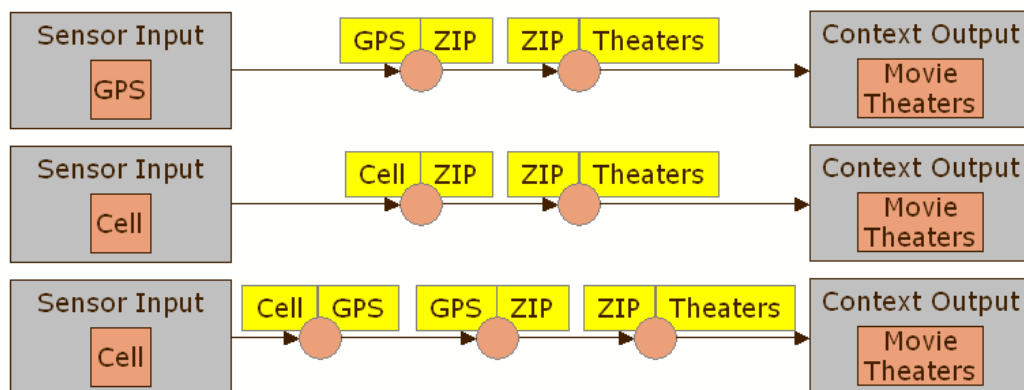 Sensor Input
GPS
GPS ZIP
ZIP Theaters
Context Output
Movie
Theaters
Sensor Input
Cell
Cell ZIP
ZIP Theaters
Context Output
Movie
Theaters
Sensor Input
Cell
Cell GPS
GPS ZIP
ZIP Theaters
Context Output
Movie
Theaters